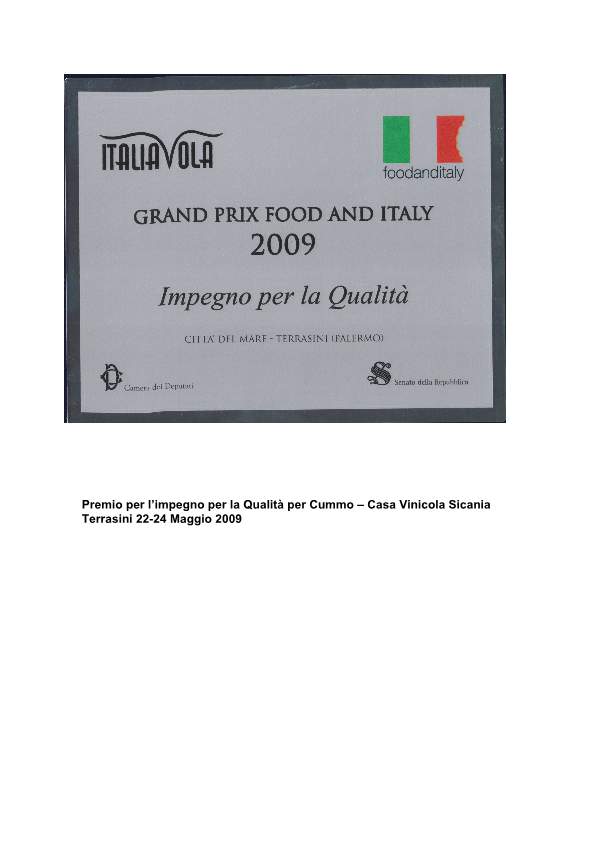 ITALIAVOLA
foodanditaly
GRAND PRIX FOOD AND ITALY
2009
Impegno per la Qualità
CITTA' DEL MARE - TERRASINI (PALERMO)
Camera dei Deputati
Senato della Repubblica
Premio per l'impegno per la Qualità per Cummo – Casa Vinicola Sicania
Terrasini 22-24 Maggio 2009